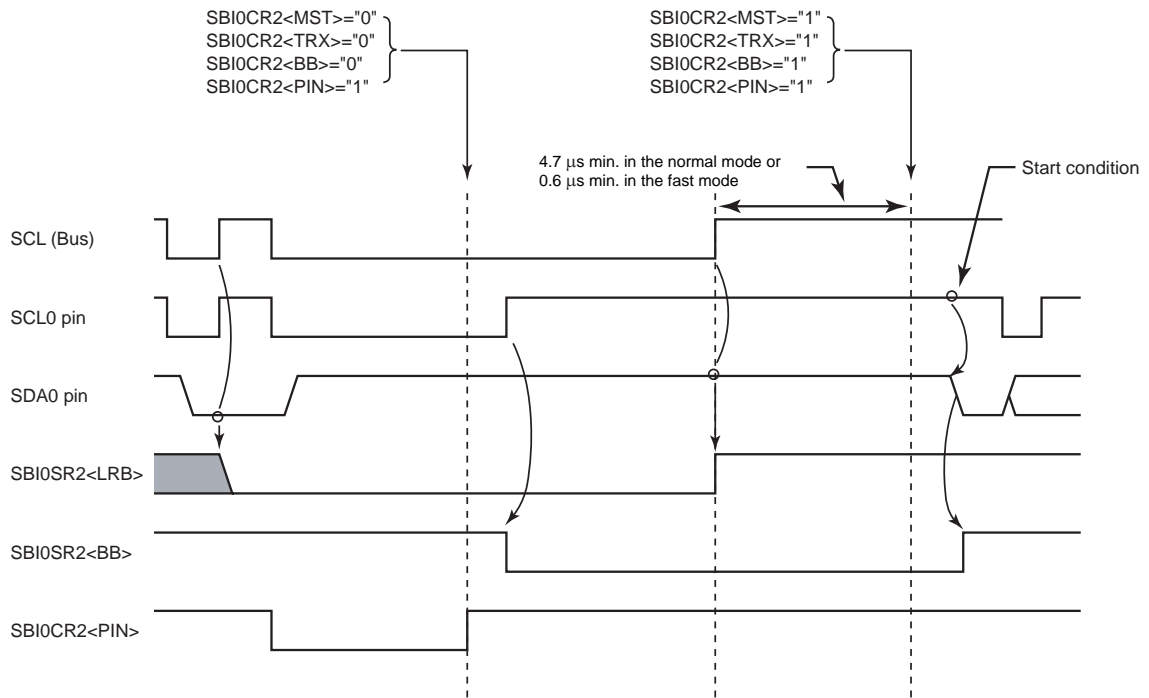 SBI0CR2<MST>="0"
SBI0CR2<TRX>="0"
SBI0CR2<BB>="0"
SBI0CR2<PIN>="1"
SBI0CR2<MST>="1"
SBI0CR2<TRX>="1"
SBI0CR2<BB>="1"
SBI0CR2<PIN>="1"
4.7 μs min. in the normal mode or
0.6 μs min. in the fast mode
Start condition
SCL (Bus)
SCL0 pin
SDA0 pin
SBI0SR2<LRB>
SBI0SR2<BB>
SBI0CR2<PIN>